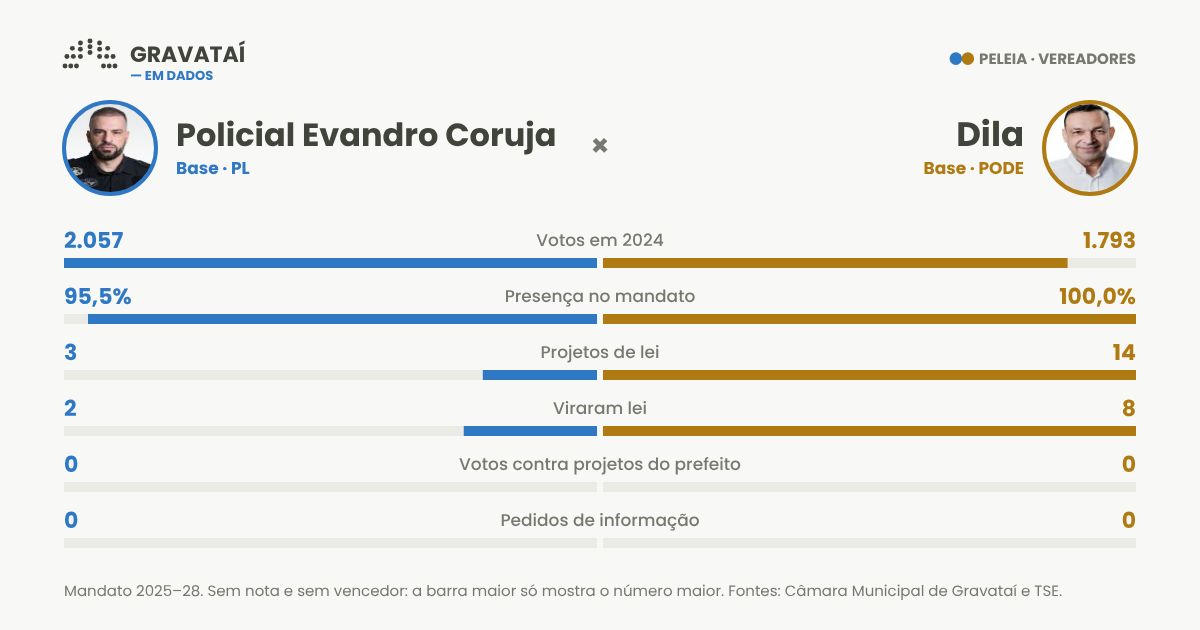 GRAVATAÍ
— EM DADOS
PELEIA · VEREADORES
Policial Evandro Coruja
Base · PL
×
Dila
Base · PODE
2.057 Votos em 2024 1.793
95,5% Presença no mandato 100,0%
3 Projetos de lei 14
2 Viraram lei 8
0 Votos contra projetos do prefeito 0
0 Pedidos de informação 0
Mandato 2025–28. Sem nota e sem vencedor: a barra maior só mostra o número maior. Fontes: Câmara Municipal de Gravataí e TSE.